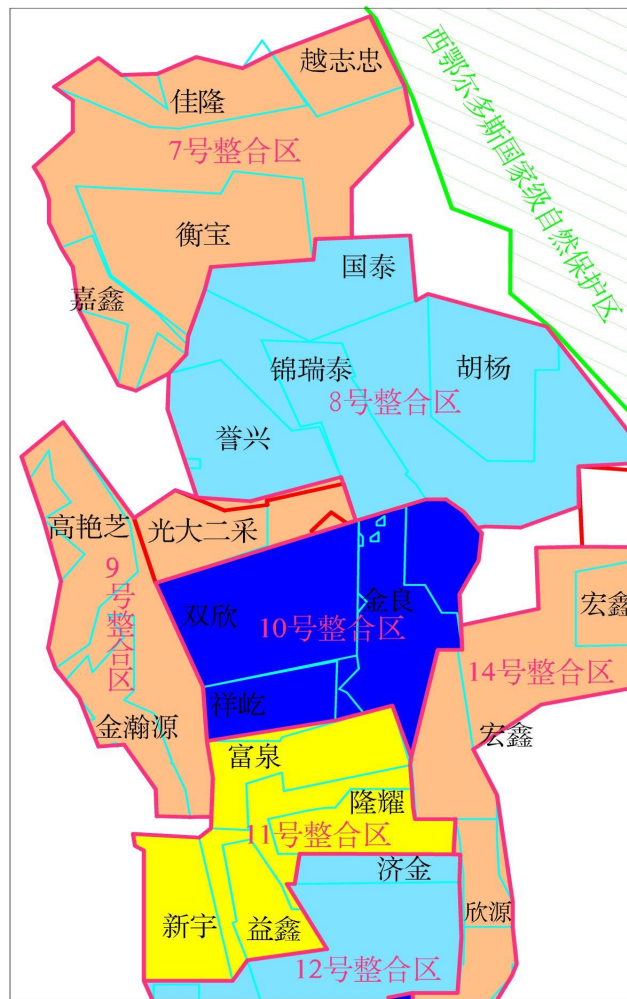 越志忠
佳隆
7号整合区
西鄂尔多斯国家级自然保护区
衡宝
国泰
嘉鑫
锦瑞泰
胡杨
8号整合区
誉兴
高艳芝
光大二采
9号整合区
双欣
金良
宏鑫
10号整合区
14号整合区
祥屹
金瀚源
宏鑫
富泉
隆耀
11号整合区
济金
新宇
益鑫
欣源
12号整合区